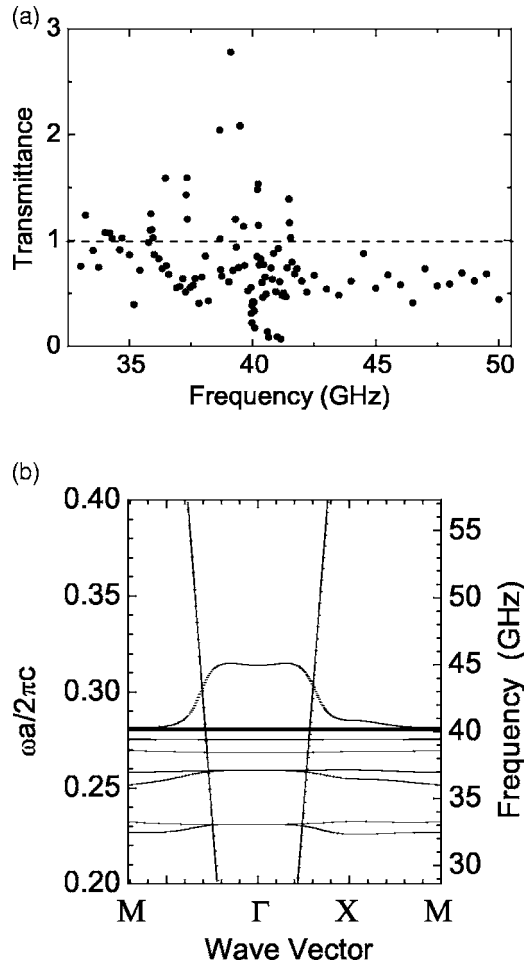 (a)
3
2
1
0
Transmittance
35 40 45 50
Frequency (GHz)
(b)
0.40
0.35
0.30
0.25
0.20
ωa/2πc
55
50
45
40
35
30
Frequency (GHz)
M Γ X M
Wave Vector